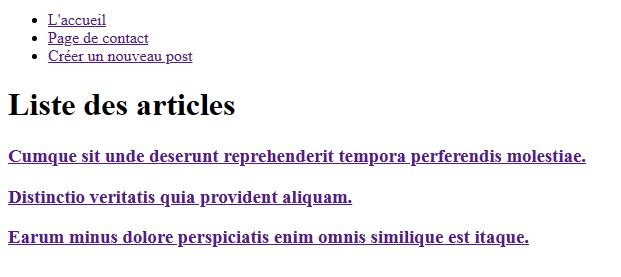 L'accueil
Page de contact
Créer un nouveau post
Liste des articles
Cumque sit unde deserunt reprehenderit tempora perferendis molestiae.
Distinctio veritatis quia provident aliquam.
Earum minus dolore perspiciatis enim omnis similique est itaque.